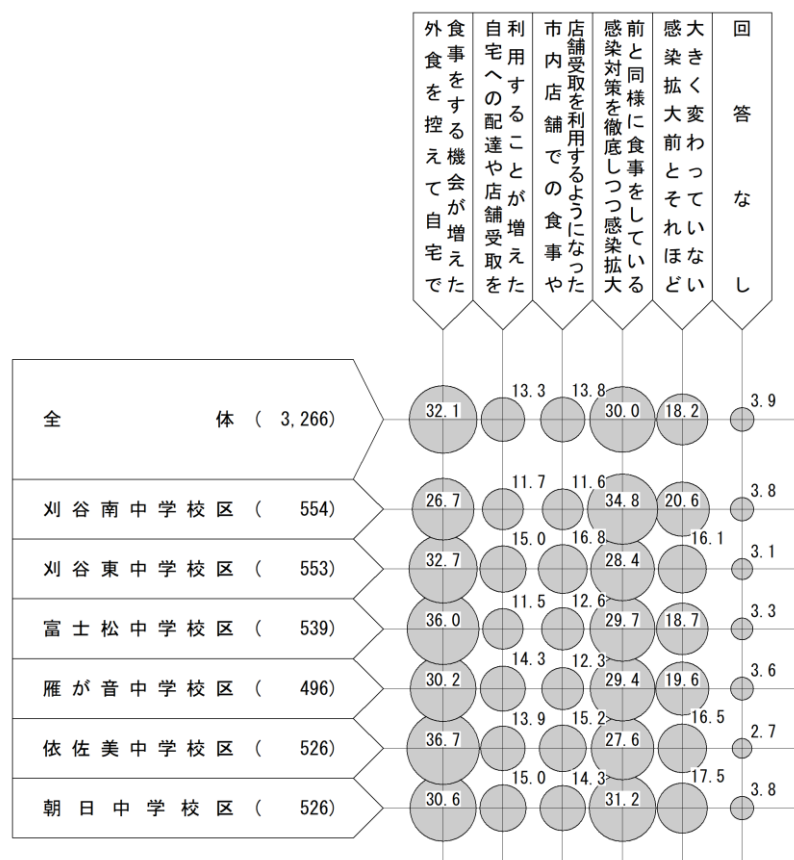 外食を控えて自宅で
食事をする機会が増えた
自宅への配達や店舗受取を
利用することが増えた
市内店舗での食事や
店舗受取を利用するようになった
感染対策を徹底しつつ感染拡大
前と同様に食事をしている
感染拡大前とそれほど
大きく変わっていない
回答なし
全体（3,266） 32.1 13.3 13.8 30.0 18.2 3.9
刈谷南中学校区（554） 26.7 11.7 11.6 34.8 20.6 3.8
刈谷東中学校区（553） 32.7 15.0 16.8 28.4 16.1 3.1
富士松中学校区（539） 36.0 11.5 12.6 29.7 18.7 3.3
雁が音中学校区（496） 30.2 14.3 12.3 29.4 19.6 3.6
依佐美中学校区（526） 36.7 13.9 15.2 27.6 16.5 2.7
朝日中学校区（526） 30.6 15.0 14.3 31.2 17.5 3.8